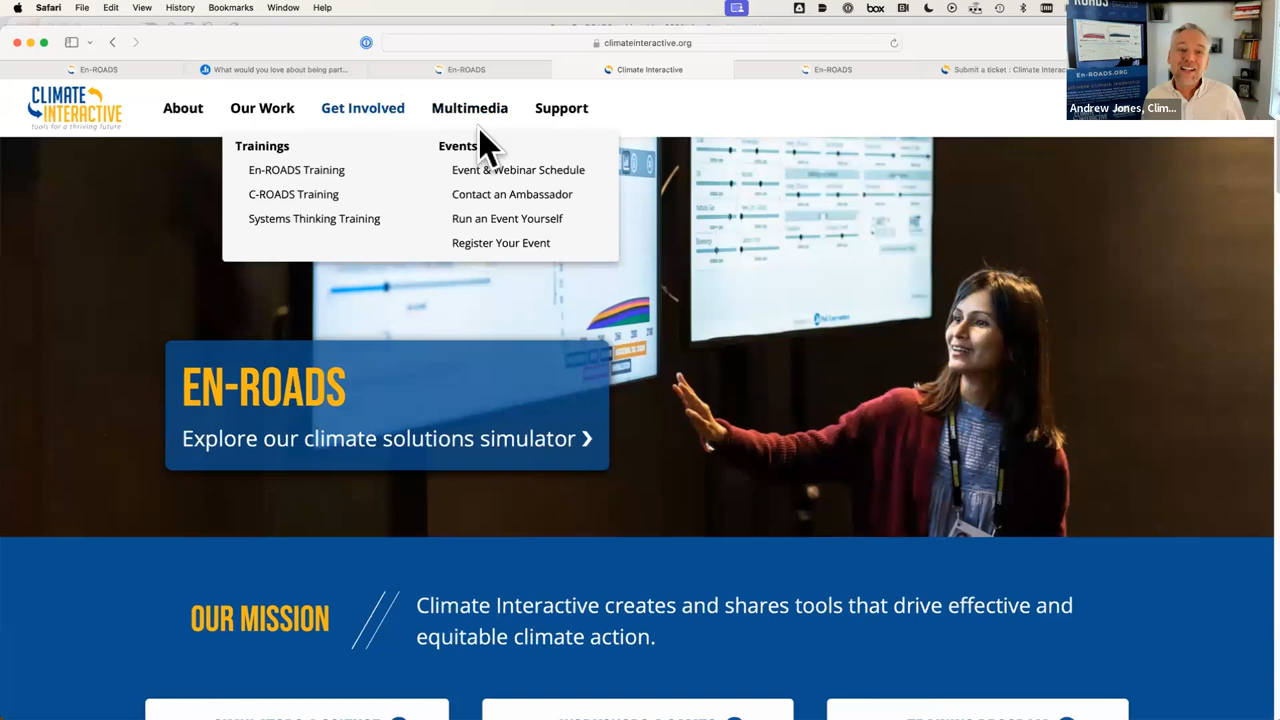 Safari File Edit View History Bookmarks Window Help
box
climateinteractive.org
En-ROADS
What would you love about being part...
En-ROADS
Climate Interactive
En-ROADS
Submit a ticket : Climate Interac
ROADS
En-ROADS.ORG
Andrew Jones, Clim...
CLIMATE
INTERACTIVE
tools for a thriving future
About Our Work Get Involved Multimedia Support
Trainings
En-ROADS Training
C-ROADS Training
Systems Thinking Training
Events
Event & Webinar Schedule
Contact an Ambassador
Run an Event Yourself
Register Your Event
EN-ROADS
Explore our climate solutions simulator ❯
OUR MISSION
Climate Interactive creates and shares tools that drive effective and
equitable climate action.